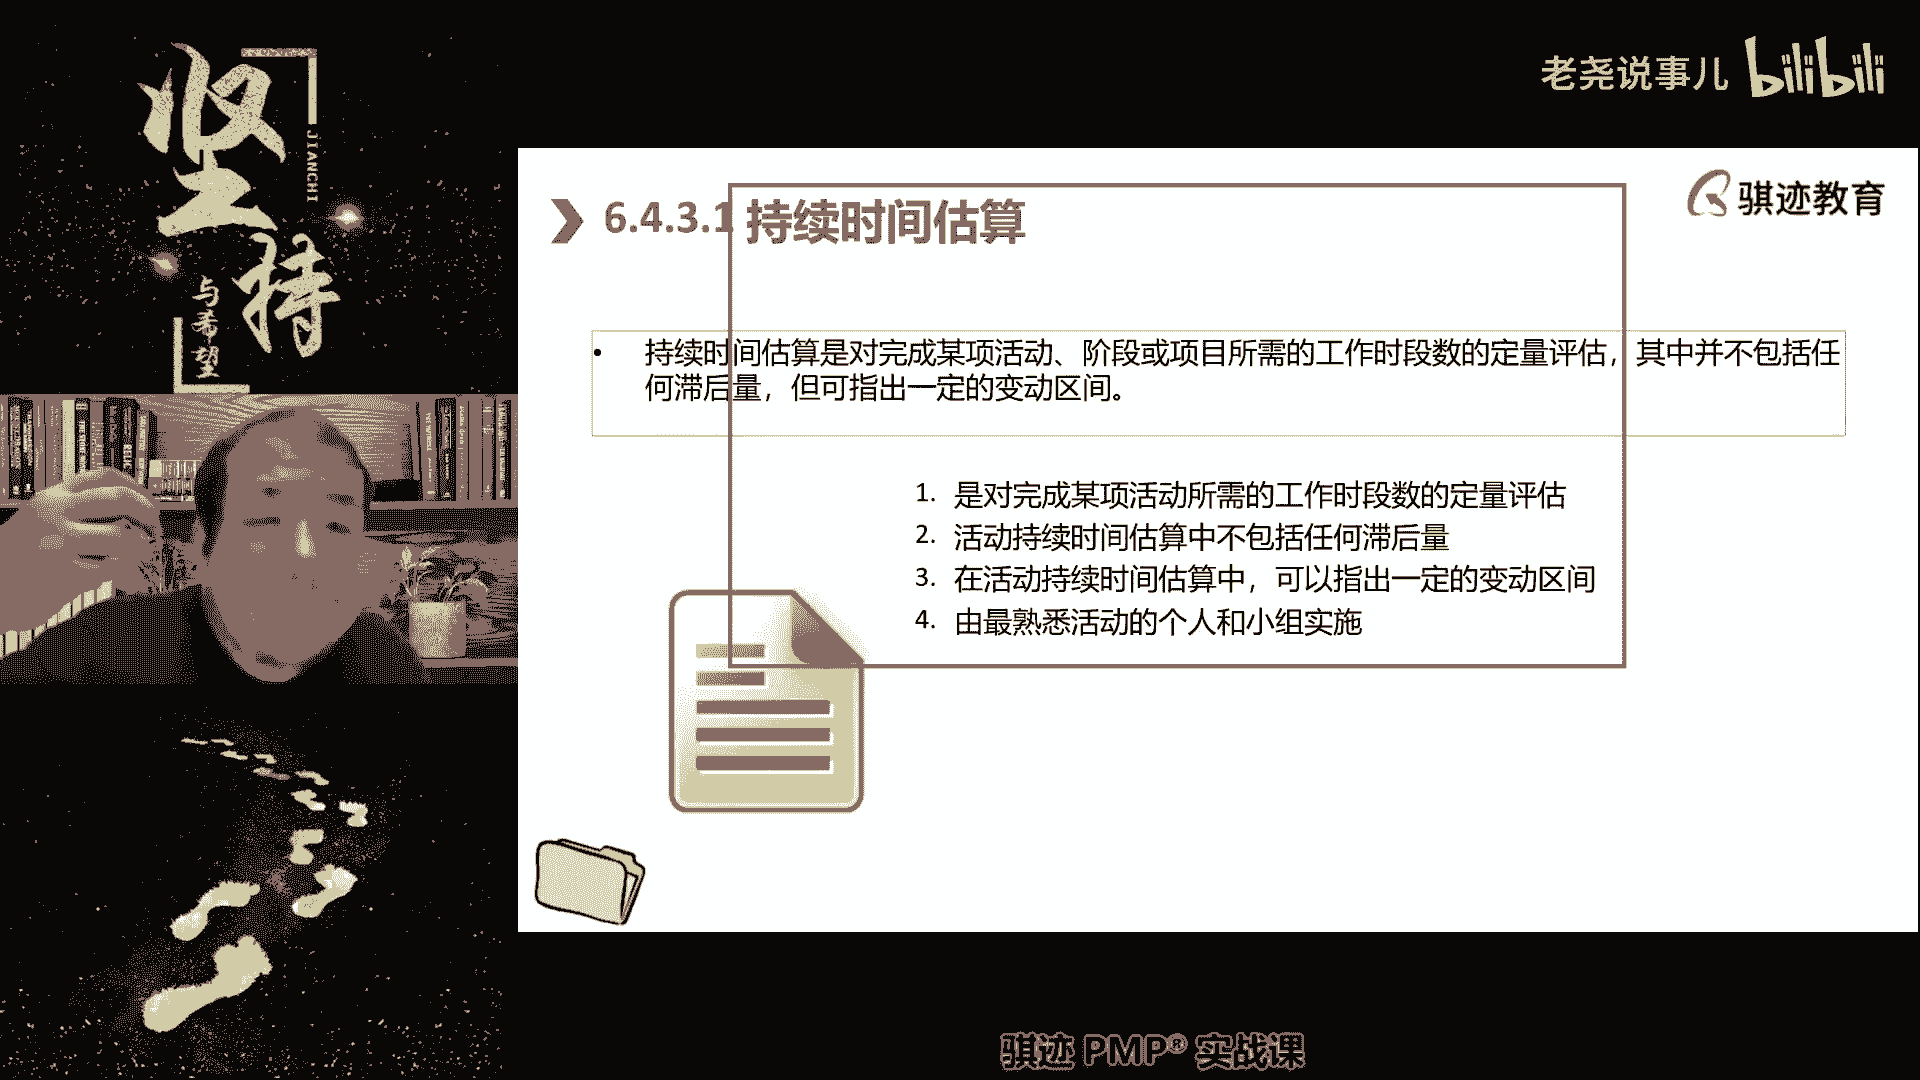 坚持
JIANCHI
与希望
老尧说事儿 bilibili
骐迹教育
6.4.3.1 持续时间估算
• 持续时间估算是对完成某项活动、阶段或项目所需的工作时段数的定量评估，其中并不包括任
何滞后量，但可指出一定的变动区间。
1. 是对完成某项活动所需的工作时段数的定量评估
2. 活动持续时间估算中不包括任何滞后量
3. 在活动持续时间估算中，可以指出一定的变动区间
4. 由最熟悉活动的个人和小组实施
骐迹 PMP® 实战课